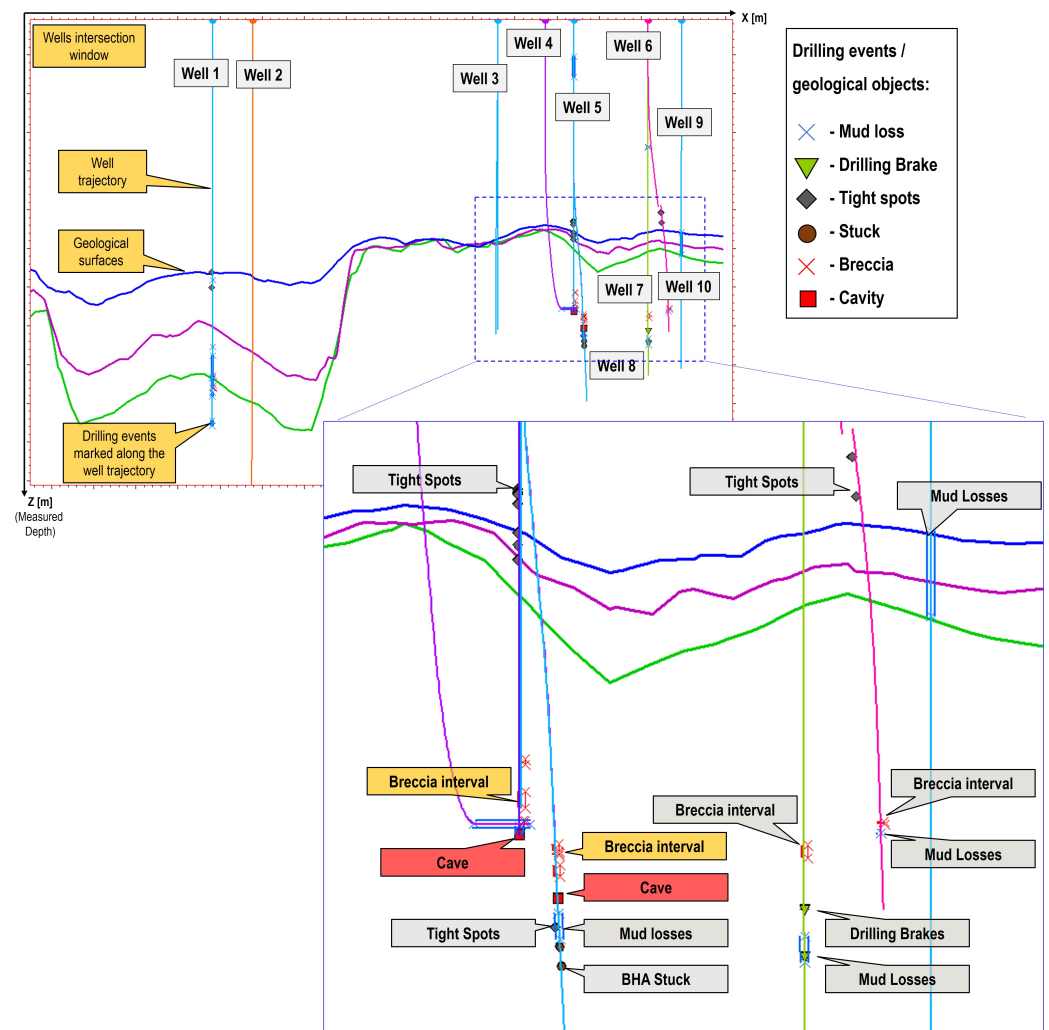 X [m]
Wells intersection
window
Well 1
Well 2
Well 3
Well 4
Well 5
Well 6
Well 9
Well
trajectory
Geological
surfaces
Well 7
Well 10
Well 8
Drilling events
marked along the
well trajectory
Z [m]
(Measured
Depth)
Drilling events /
geological objects:
- Mud loss
- Drilling Brake
- Tight spots
- Stuck
- Breccia
- Cavity
Tight Spots
Tight Spots
Mud Losses
Breccia interval
Breccia interval
Breccia interval
Cave
Breccia interval
Mud Losses
Cave
Tight Spots
Mud losses
Drilling Brakes
BHA Stuck
Mud Losses